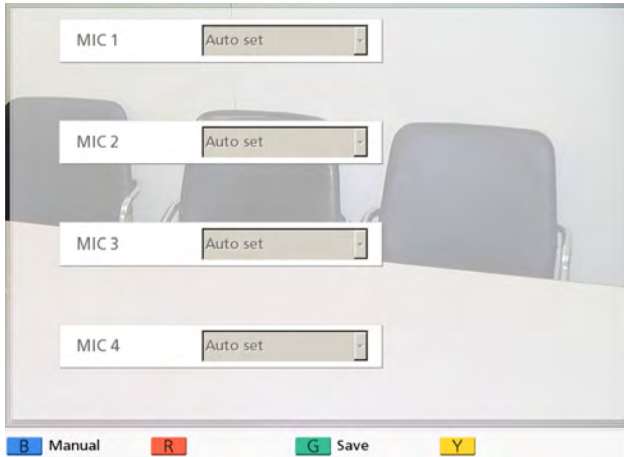 MIC 1 Auto set
MIC 2 Auto set
MIC 3 Auto set
MIC 4 Auto set
B Manual R G Save Y